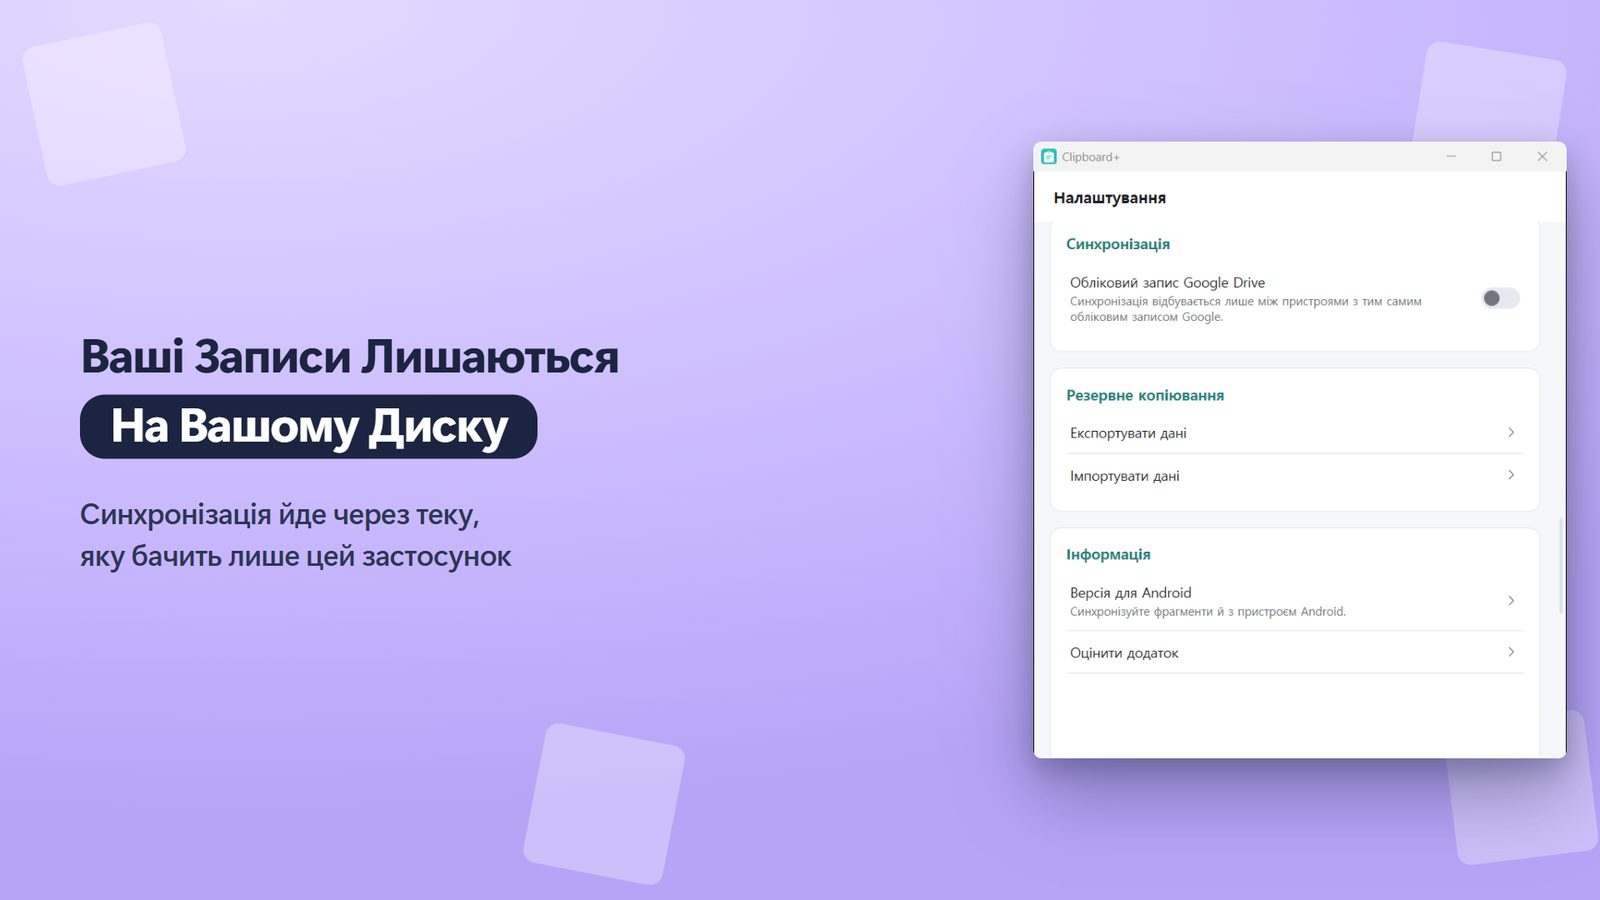 Ваші Записи Лишаються
На Вашому Диску
Синхронізація йде через теку,
яку бачить лише цей застосунок
Clipboard+
Налаштування
Синхронізація
Обліковий запис Google Drive
Синхронізація відбувається лише між пристроями з тим самим
обліковим записом Google.
Резервне копіювання
Експортувати дані
Імпортувати дані
Інформація
Версія для Android
Синхронізуйте фрагменти й з пристроєм Android.
Оцінити додаток